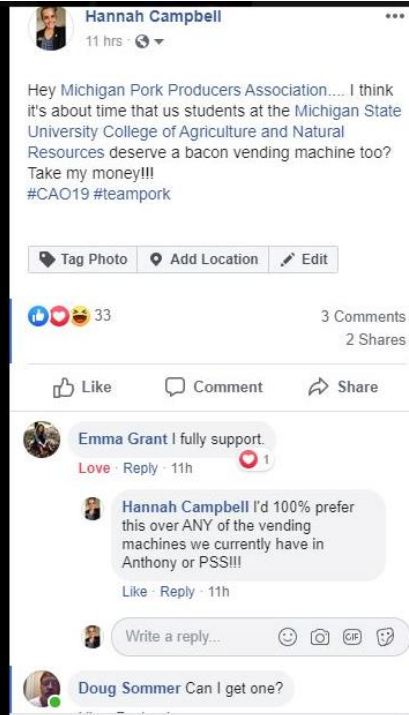 Hannah Campbell
11 hrs
Hey Michigan Pork Producers Association.... I think
it's about time that us students at the Michigan State
University College of Agriculture and Natural
Resources deserve a bacon vending machine too?
Take my money!!!
#CAO19 #teampork
Tag Photo Add Location Edit
33 3 Comments
2 Shares
Like Comment Share
Emma Grant I fully support.
Love · Reply · 11h 1
Hannah Campbell I'd 100% prefer
this over ANY of the vending
machines we currently have in
Anthony or PSS!!!
Like · Reply · 11h
Write a reply... GIF
Doug Sommer Can I get one?